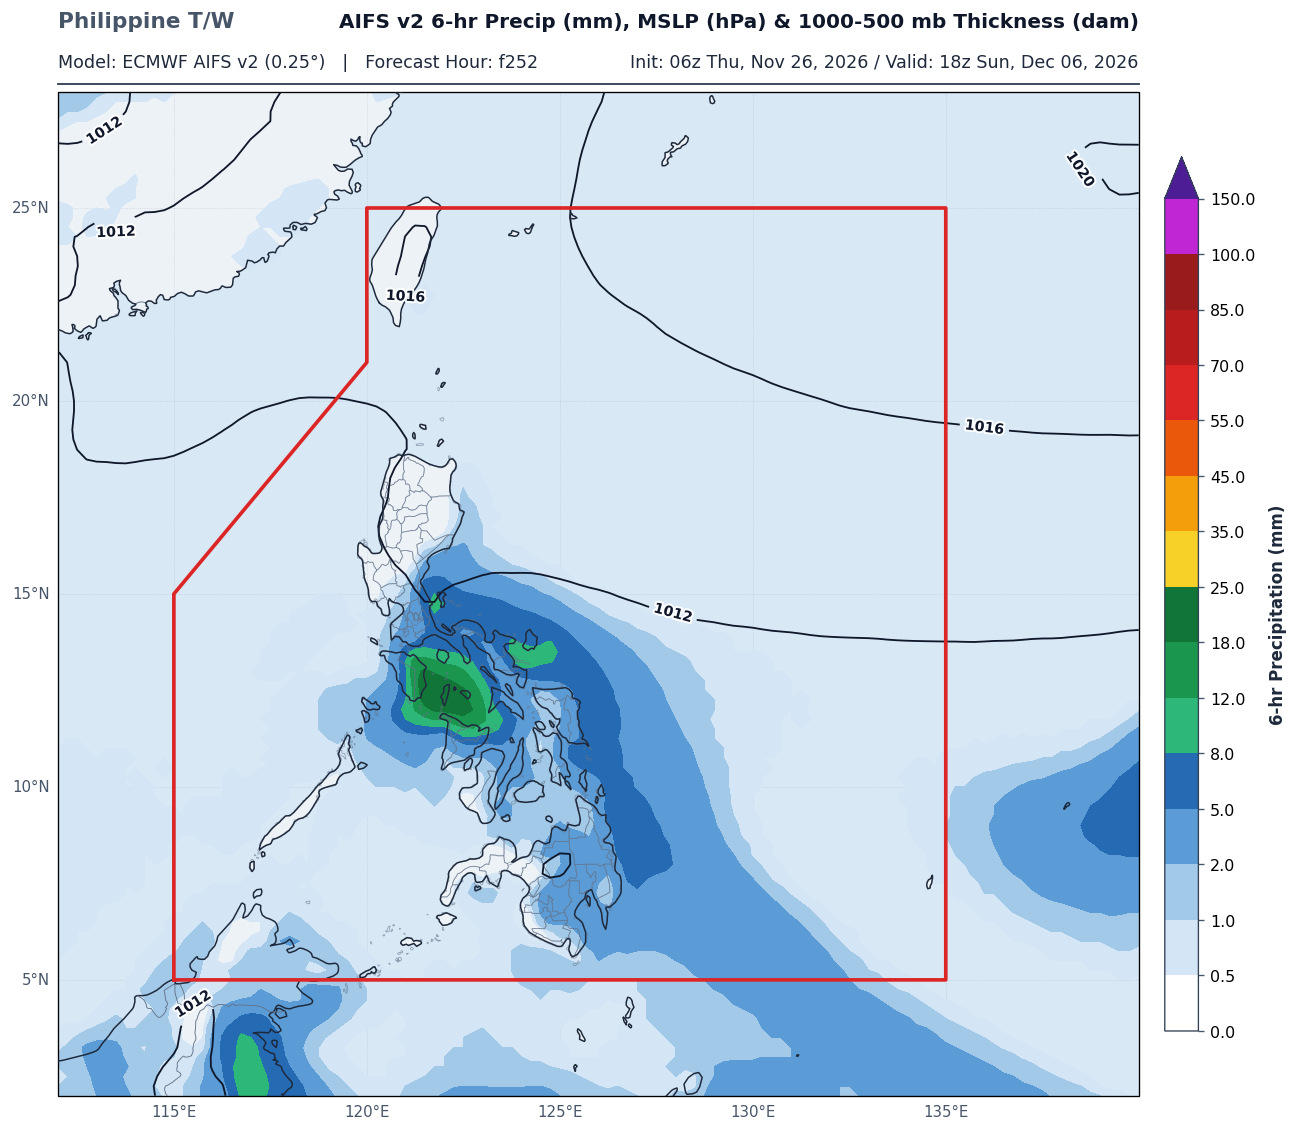 Philippine T/W
AIFS v2 6-hr Precip (mm), MSLP (hPa) & 1000-500 mb Thickness (dam)
Model: ECMWF AIFS v2 (0.25°) | Forecast Hour: f252
Init: 06z Thu, Nov 26, 2026 / Valid: 18z Sun, Dec 06, 2026
1012
1020
1012
1016
1016
1012
1012
25°N
20°N
15°N
10°N
5°N
115°E
120°E
125°E
130°E
135°E
150.0
100.0
85.0
70.0
55.0
45.0
35.0
25.0
18.0
12.0
8.0
5.0
2.0
1.0
0.5
0.0
6-hr Precipitation (mm)